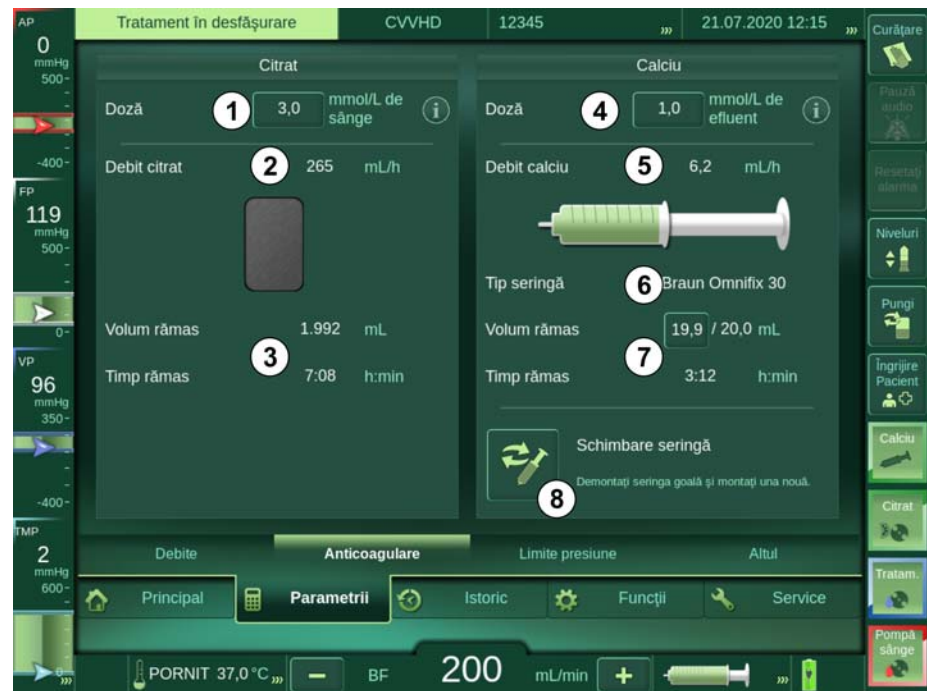 Tratament în desfășurare CVVHD 12345 21.07.2020 12:15
AP
0
mmHg
500-
-400-
FP
119
mmHg
500-
0-
VP
96
mmHg
350-
-400-
TMP
2
mmHg
600-
0-
Citrat
Doză 1 3,0 mmol/L de
sânge
Debit citrat 2 265 mL/h
Volum rămas 1.992 mL
3
Timp rămas 7:08 h:min
Calciu
Doză 4 1,0 mmol/L de
efluent
Debit calciu 5 6,2 mL/h
Tip seringă 6 Braun Omnifix 30
Volum rămas 19,9 / 20,0 mL
7
Timp rămas 3:12 h:min
Schimbare seringă
Demontați seringa goală și montați una nouă.
8
Debite Anticoagulare Limite presiune Altul
Principal Parametrii Istoric Funcții Service
PORNIT 37,0 °C BF 200 mL/min
Curățare
Pauză
audio
Resetați
alarma
Niveluri
Pungi
Îngrijire
Pacient
Calciu
Citrat
Tratam.
Pompă
sânge